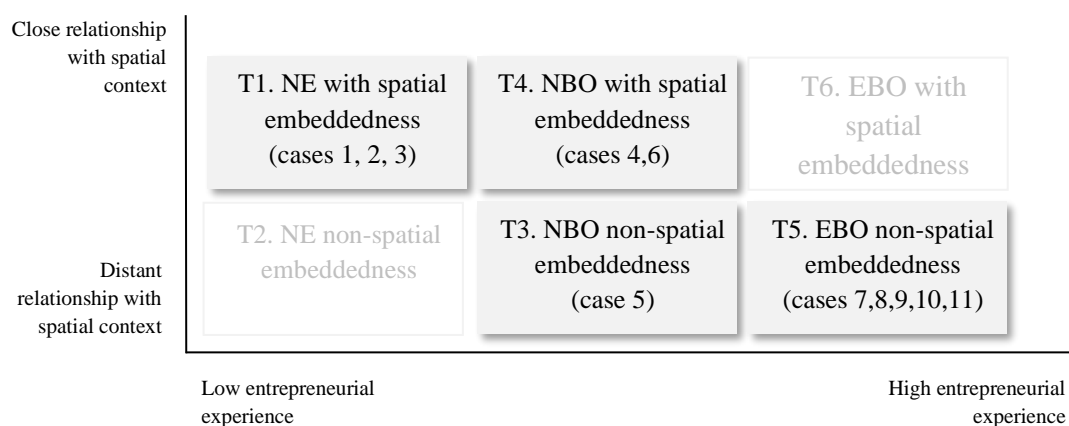 Close relationship
with spatial
context
T1. NE with spatial
embeddedness
(cases 1, 2, 3)
T4. NBO with spatial
embeddedness
(cases 4,6)
T6. EBO with
spatial
embeddedness
T2. NE non-spatial
embeddedness
T3. NBO non-spatial
embeddedness
(case 5)
T5. EBO non-spatial
embeddedness
(cases 7,8,9,10,11)
Distant
relationship with
spatial context
Low entrepreneurial
experience
High entrepreneurial
experience